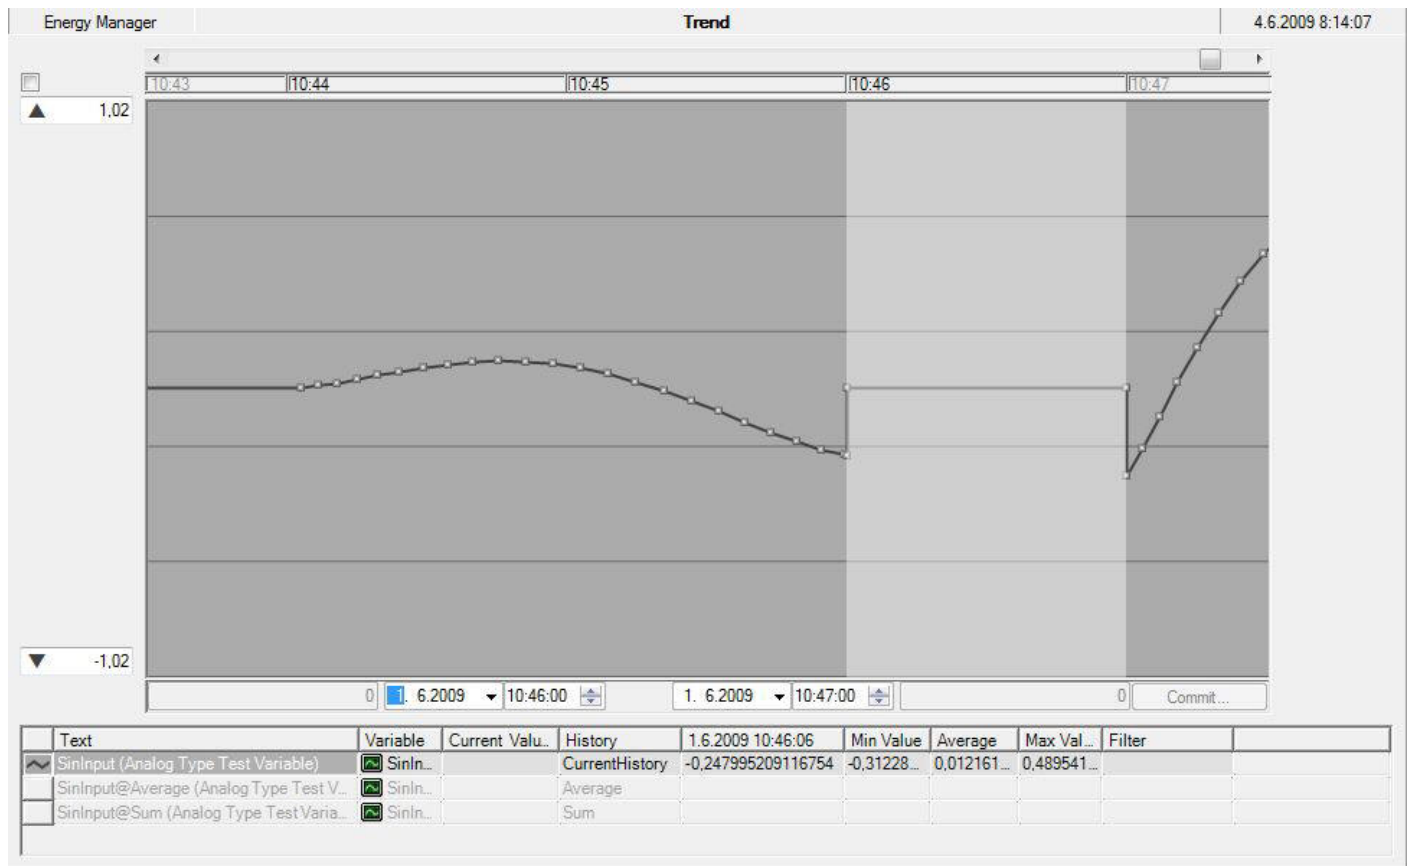 Energy Manager Trend 4.6.2009 8:14:07
10:43 10:44 10:45 10:46 10:47
1,02
-1,02
0 1. 6.2009 10:46:00 1. 6.2009 10:47:00 0 Commit...
Text Variable Current Valu... History 1.6.2009 10:46:06 Min Value Average Max Val... Filter
SinInput (Analog Type Test Variable) SinIn... CurrentHistory -0,247995209116754 -0,31228... 0,012161... 0,489541...
SinInput@Average (Analog Type Test V... SinIn... Average
SinInput@Sum (Analog Type Test Varia... SinIn... Sum